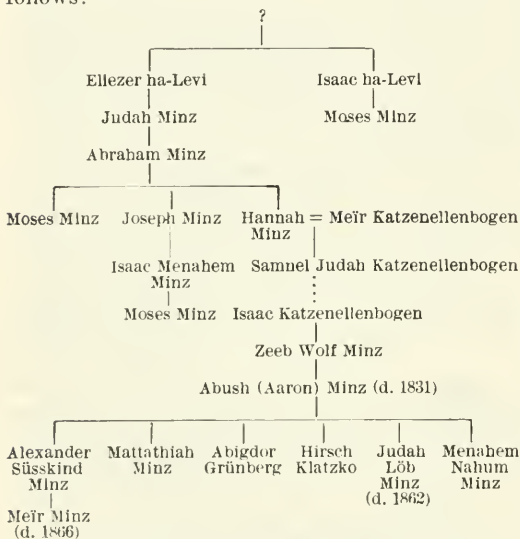 follows:
?
Eliezer ha-Levi Isaac ha-Levi
Judah Minz Moses Minz
Abraham Minz
Moses Minz Joseph Minz Hannah = Meïr Katzenellenbogen
Minz
Isaac Menahem Samuel Judah Katzenellenbogen
Minz
Moses Minz Isaac Katzenellenbogen
Zeeb Wolf Minz
Abush (Aaron) Minz (d. 1831)
Alexander Mattathiah Abigdor Hirsch Judah Menahem
Süsskind Minz Grünberg Klatzko Löb Nahum
Minz Minz Minz
Meïr Minz (d. 1862)
(d. 1866)